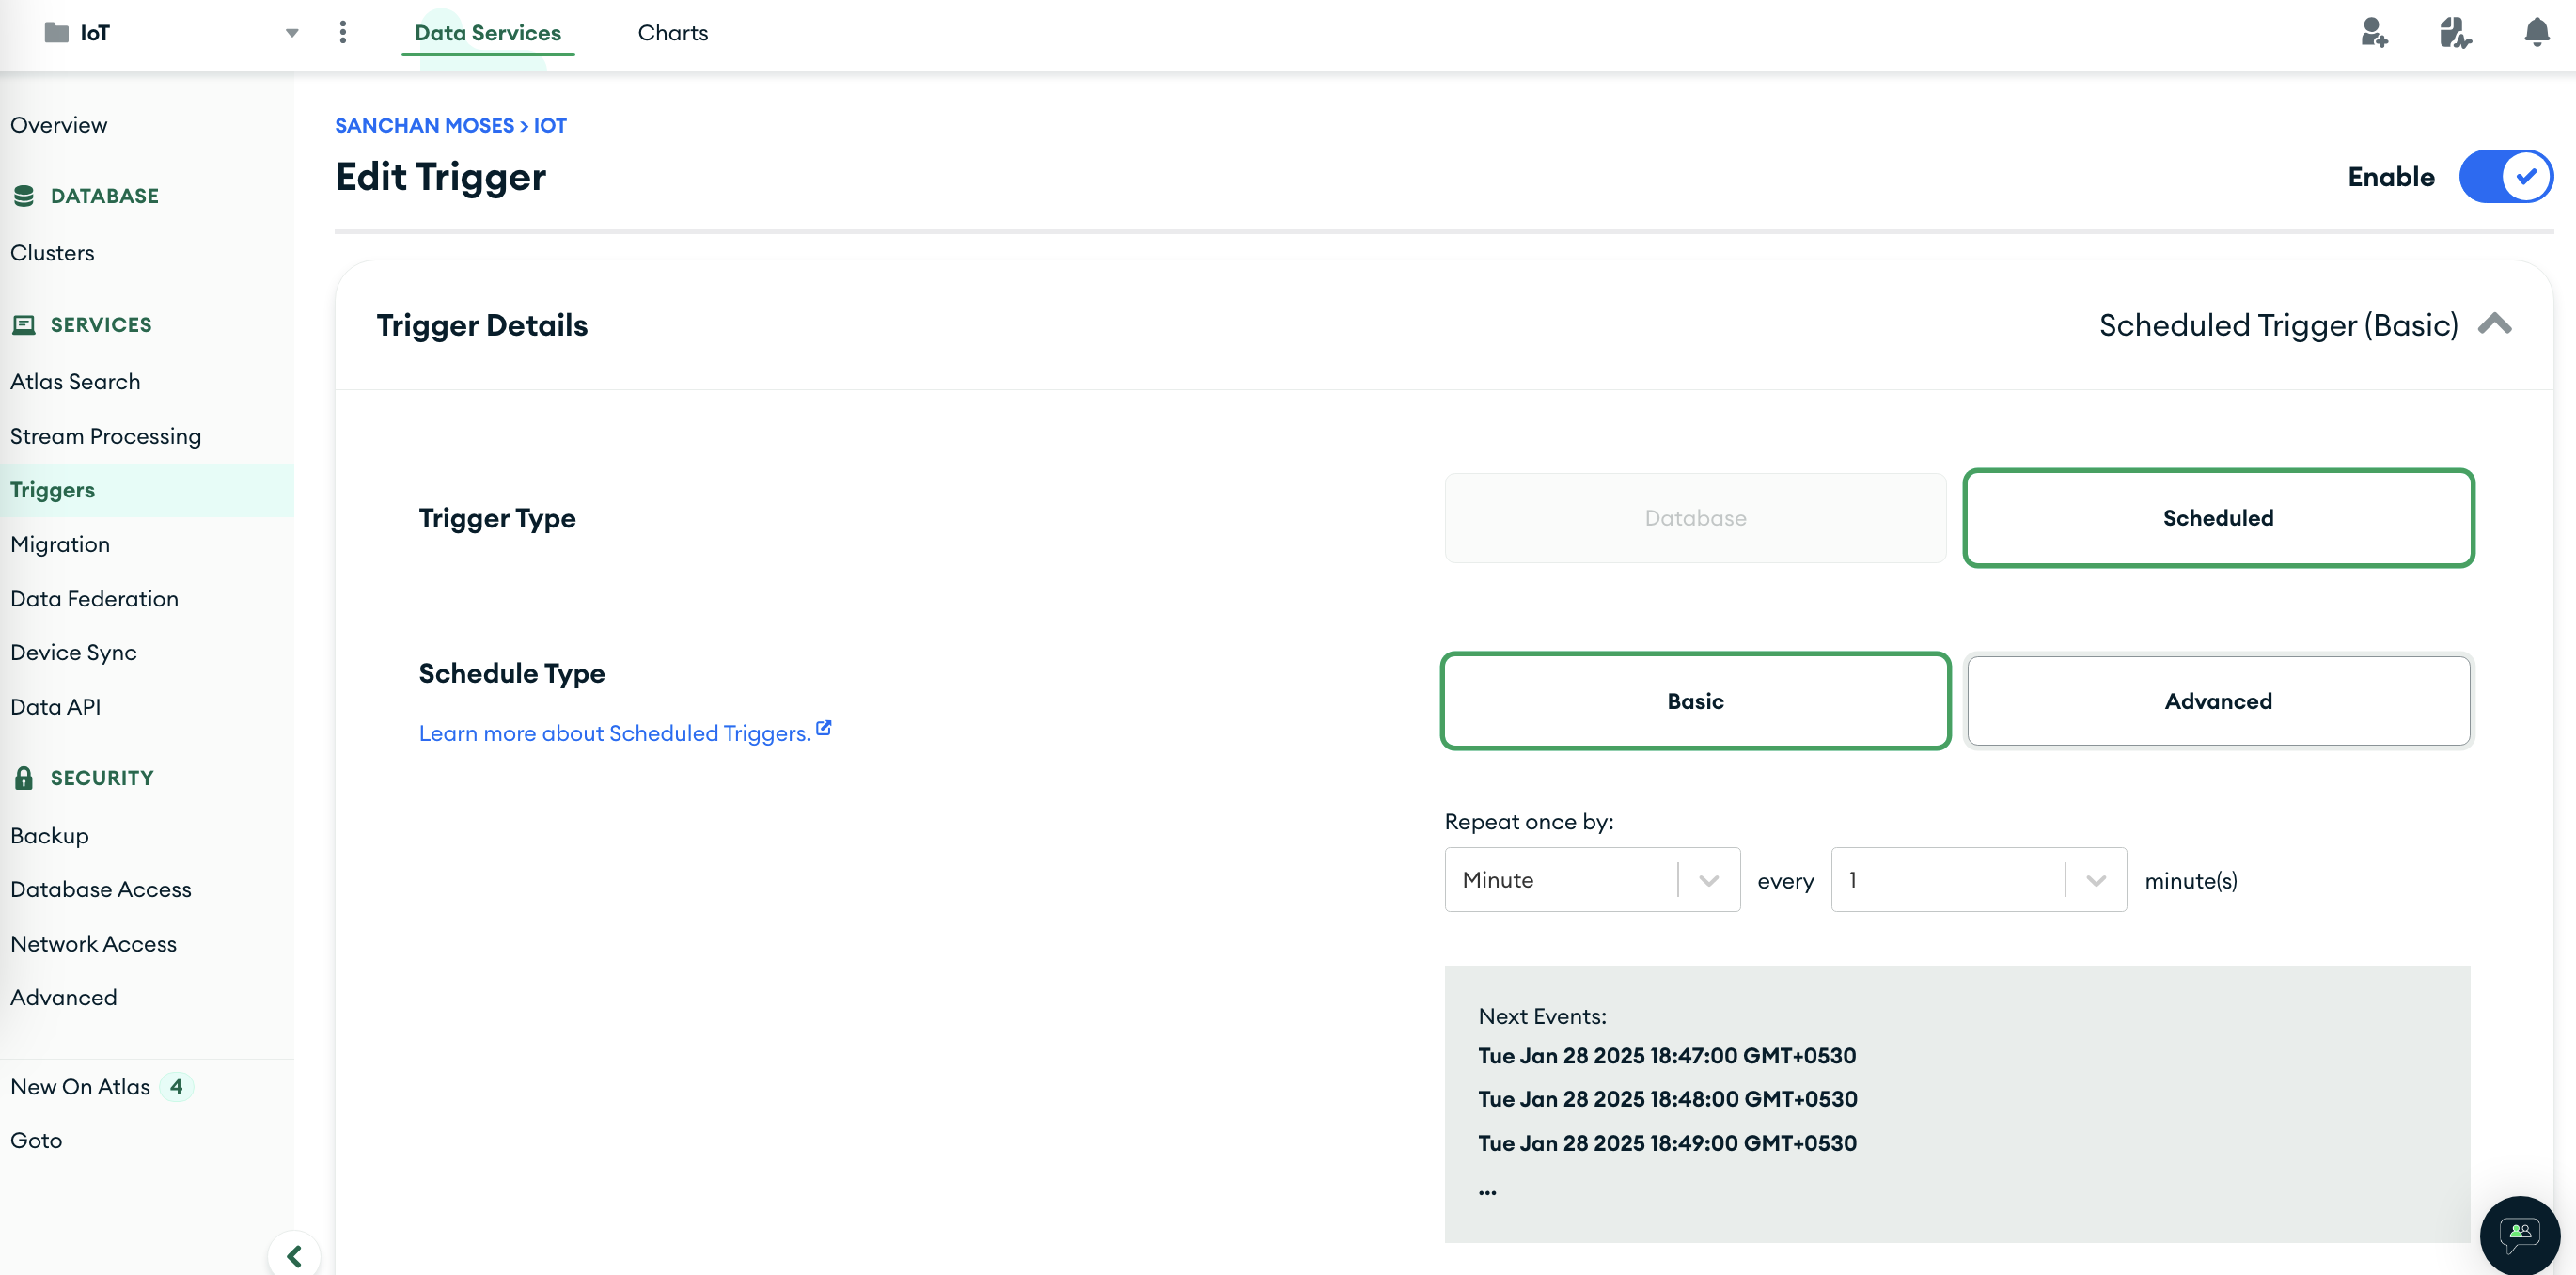 IoT
Data Services
Charts
Overview
DATABASE
Clusters
SERVICES
Atlas Search
Stream Processing
Triggers
Migration
Data Federation
Device Sync
Data API
SECURITY
Backup
Database Access
Network Access
Advanced
New On Atlas 4
Goto
SANCHAN MOSES > IOT
Edit Trigger
Enable
Trigger Details
Scheduled Trigger (Basic)
Trigger Type
Database
Scheduled
Schedule Type
Learn more about Scheduled Triggers.
Basic
Advanced
Repeat once by:
Minute every 1 minute(s)
Next Events:
Tue Jan 28 2025 18:47:00 GMT+0530
Tue Jan 28 2025 18:48:00 GMT+0530
Tue Jan 28 2025 18:49:00 GMT+0530
...